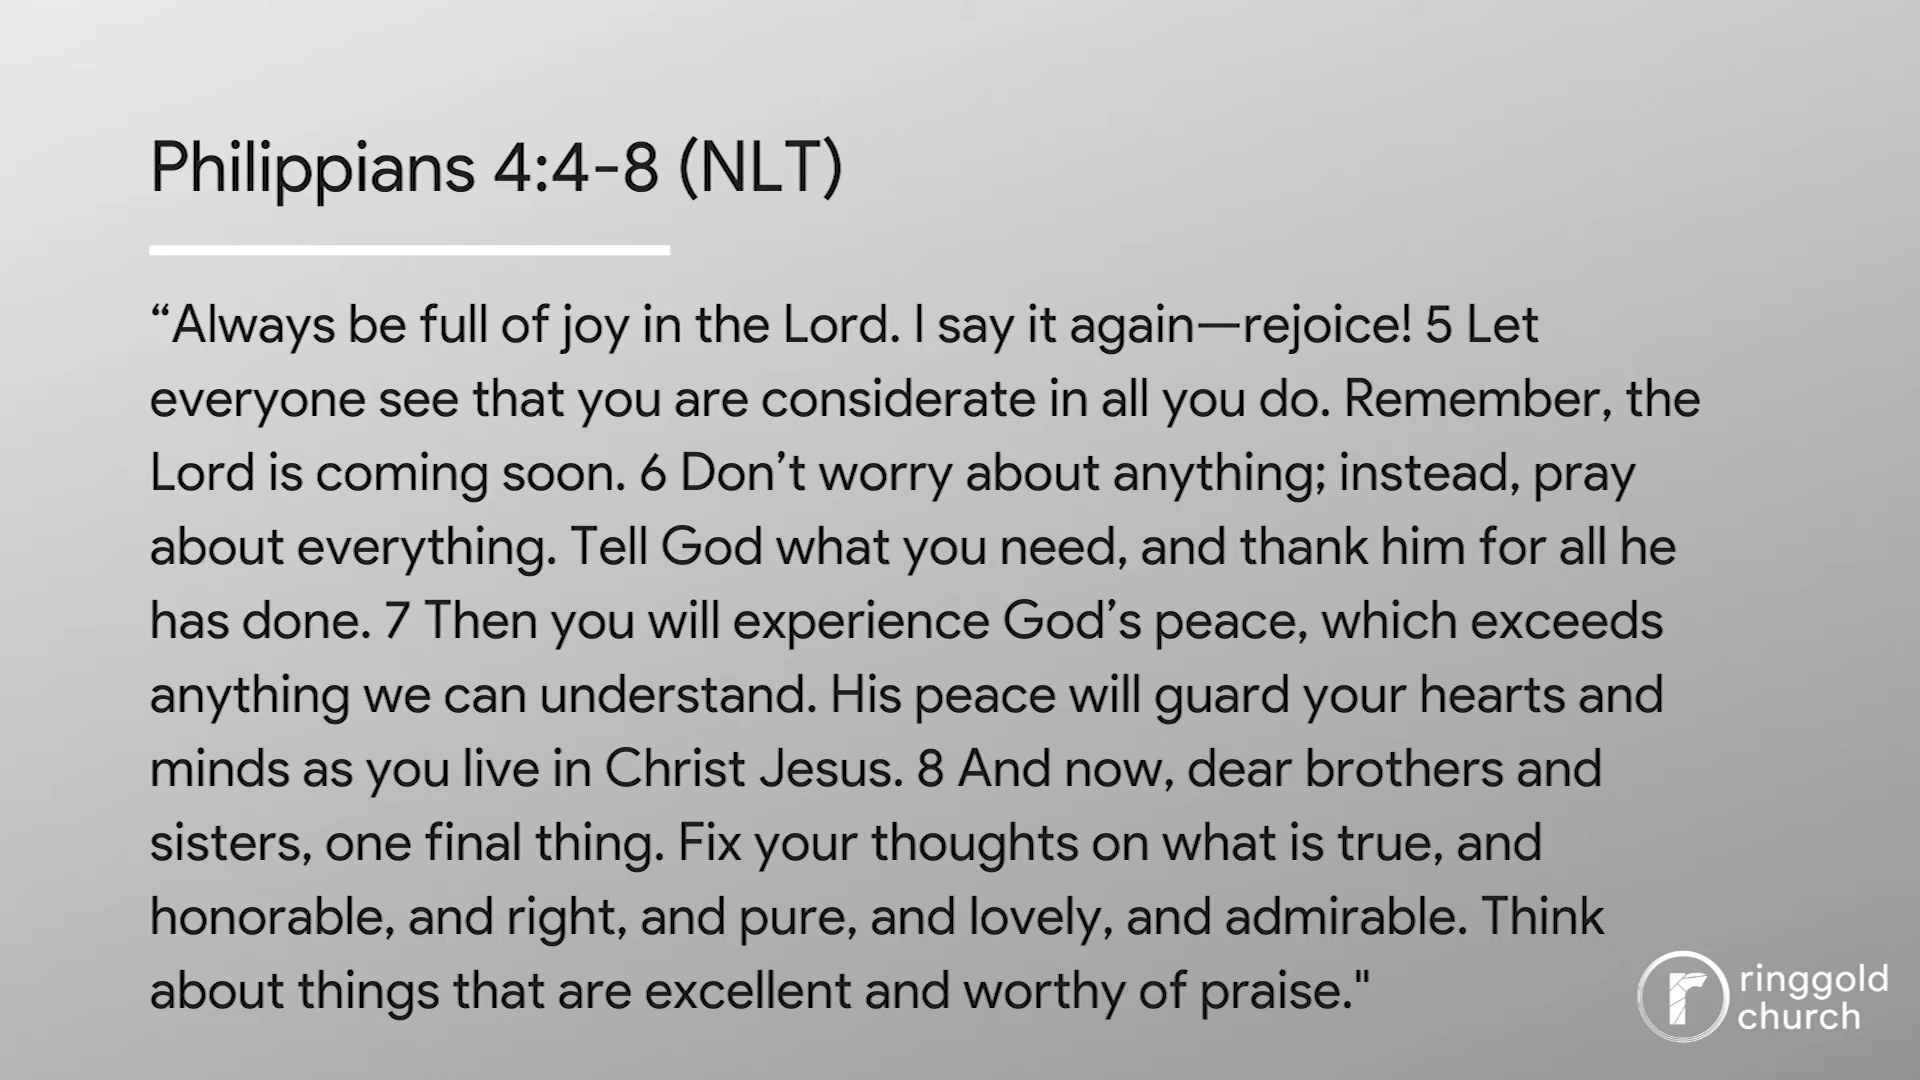 Philippians 4:4-8 (NLT)
“Always be full of joy in the Lord. I say it again—rejoice! 5 Let
everyone see that you are considerate in all you do. Remember, the
Lord is coming soon. 6 Don’t worry about anything; instead, pray
about everything. Tell God what you need, and thank him for all he
has done. 7 Then you will experience God’s peace, which exceeds
anything we can understand. His peace will guard your hearts and
minds as you live in Christ Jesus. 8 And now, dear brothers and
sisters, one final thing. Fix your thoughts on what is true, and
honorable, and right, and pure, and lovely, and admirable. Think
about things that are excellent and worthy of praise."
r
ringgold
church